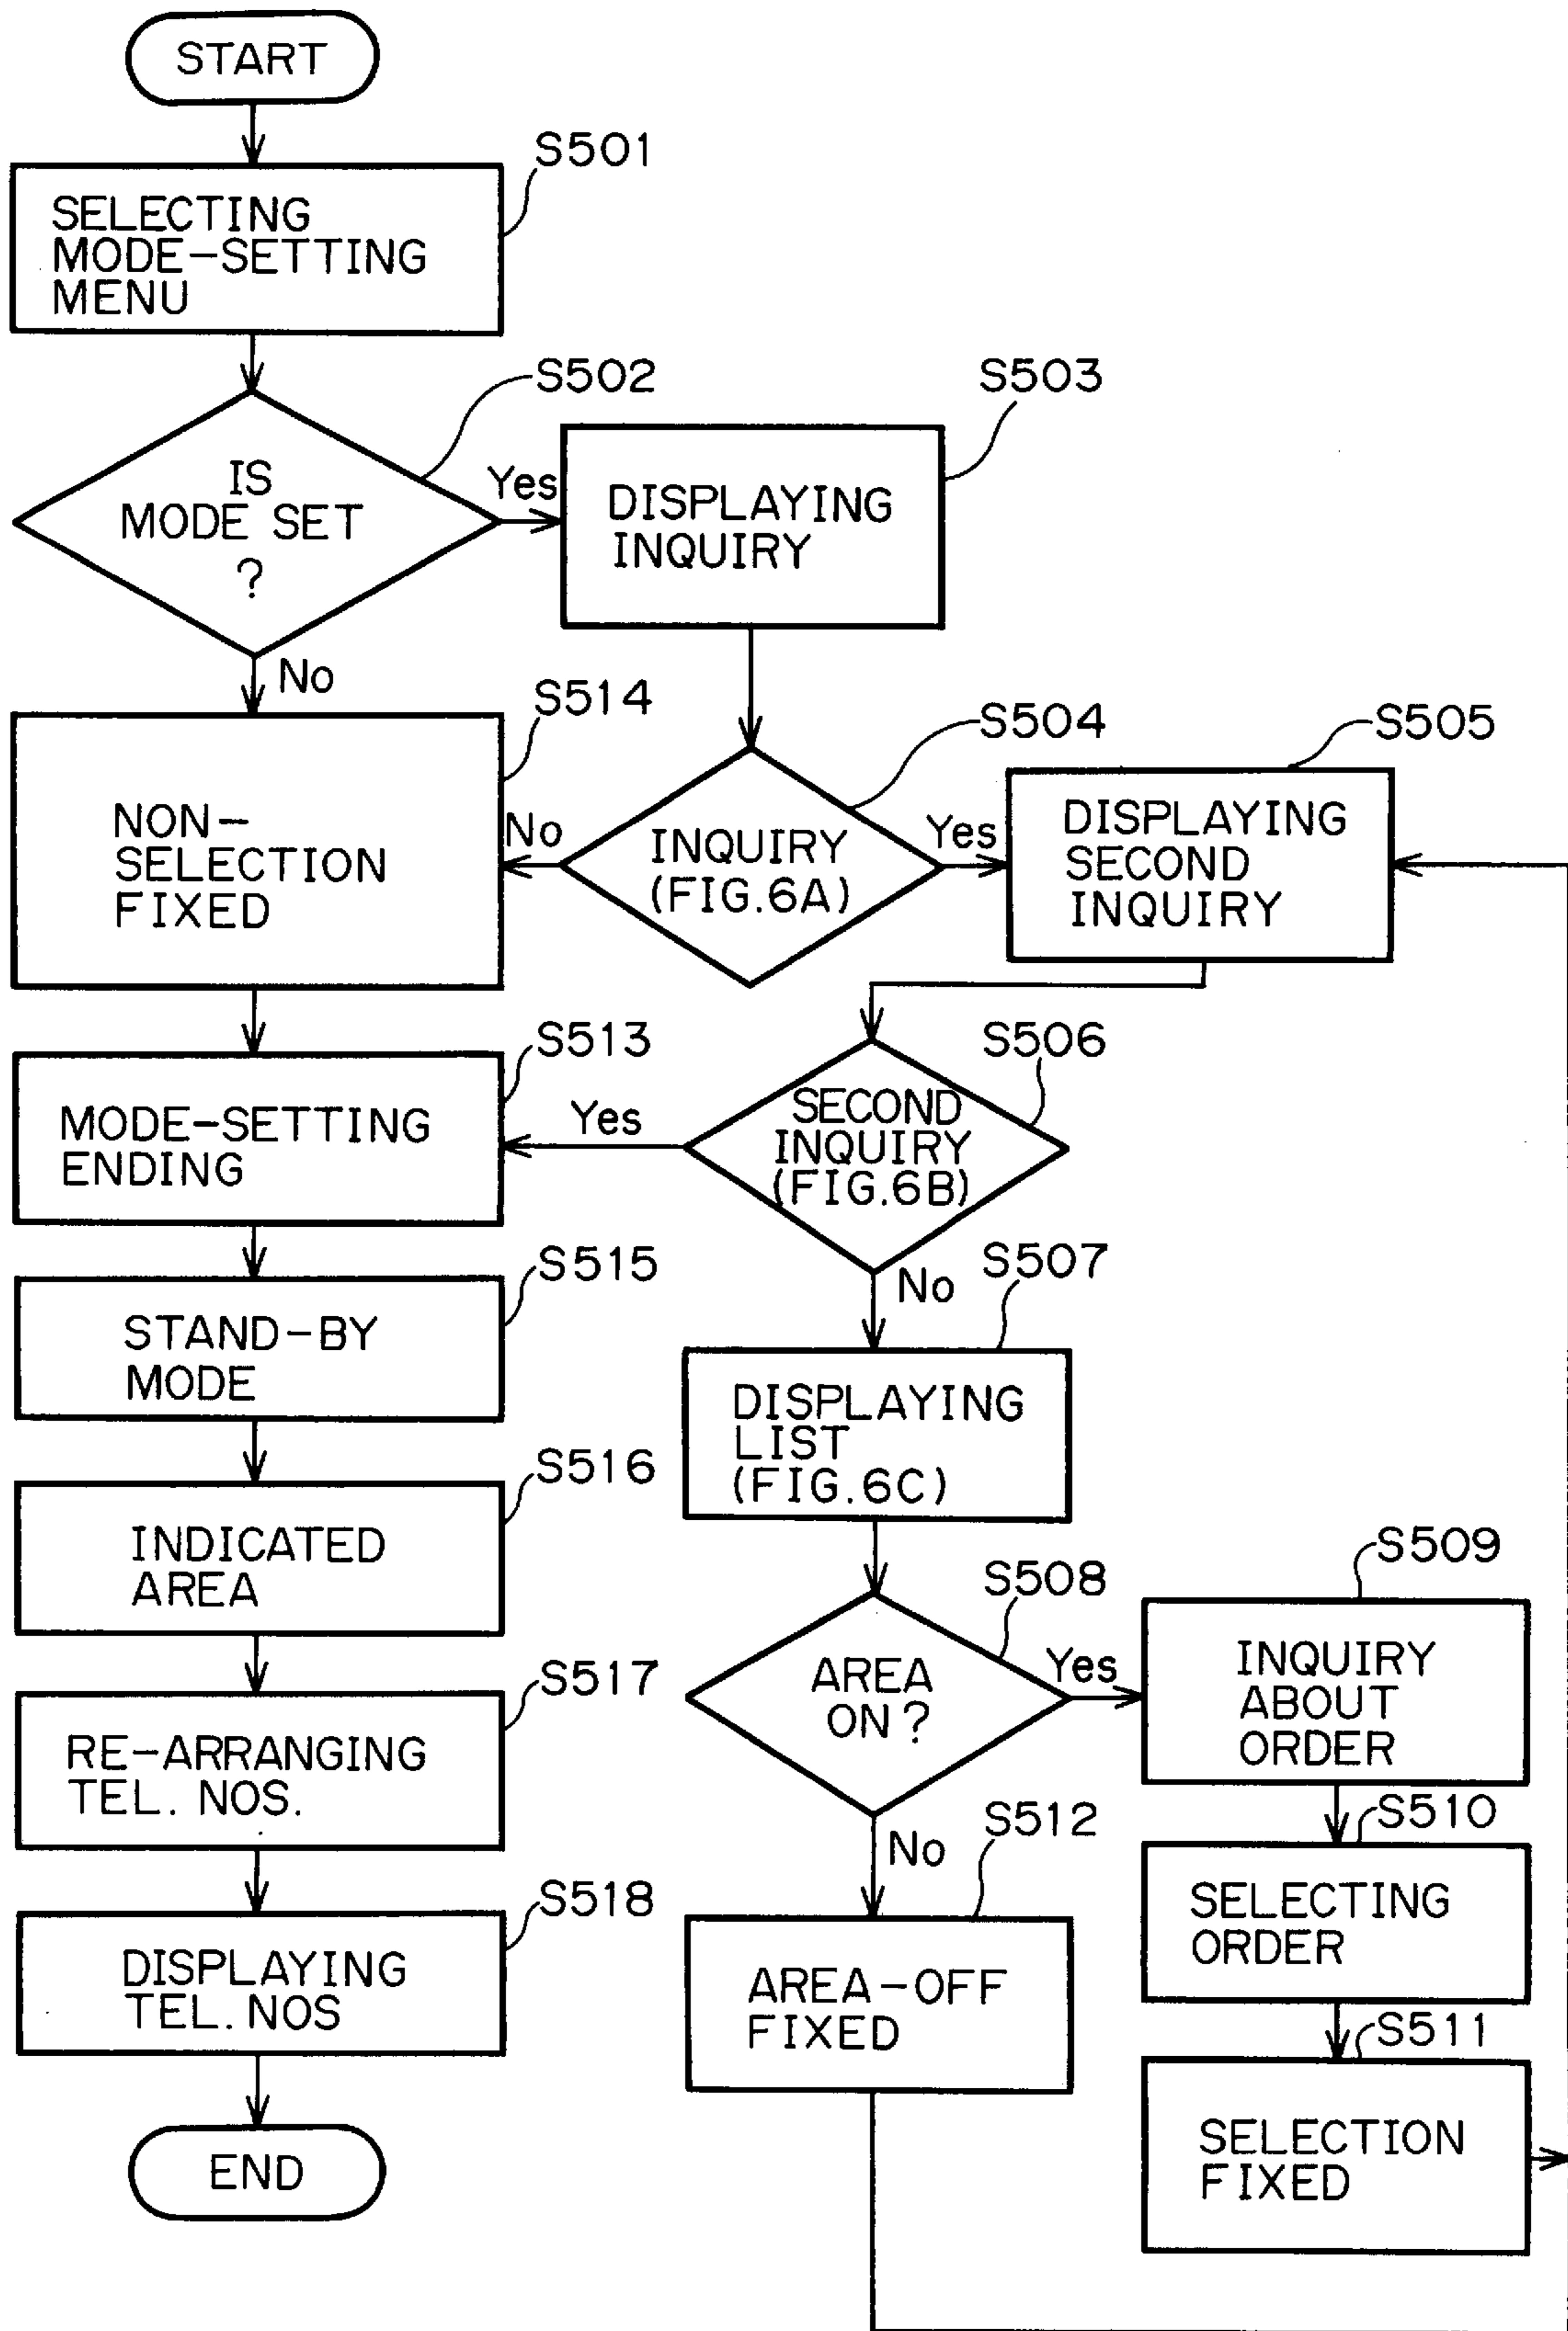 START
S501
SELECTING
MODE-SETTING
MENU
S502
IS
MODE SET
?
Yes
No
S503
DISPLAYING
INQUIRY
S514
NON-
SELECTION
FIXED
S504
No
INQUIRY
(FIG.6A)
Yes
S505
DISPLAYING
SECOND
INQUIRY
S513
MODE-SETTING
ENDING
Yes
S506
SECOND
INQUIRY
(FIG.6B)
No
S515
STAND-BY
MODE
S507
DISPLAYING
LIST
(FIG.6C)
S516
INDICATED
AREA
S508
AREA
ON?
Yes
No
S509
INQUIRY
ABOUT
ORDER
S517
RE-ARRANGING
TEL. NOS.
S512
AREA-OFF
FIXED
S510
SELECTING
ORDER
S518
DISPLAYING
TEL. NOS
S511
SELECTION
FIXED
END